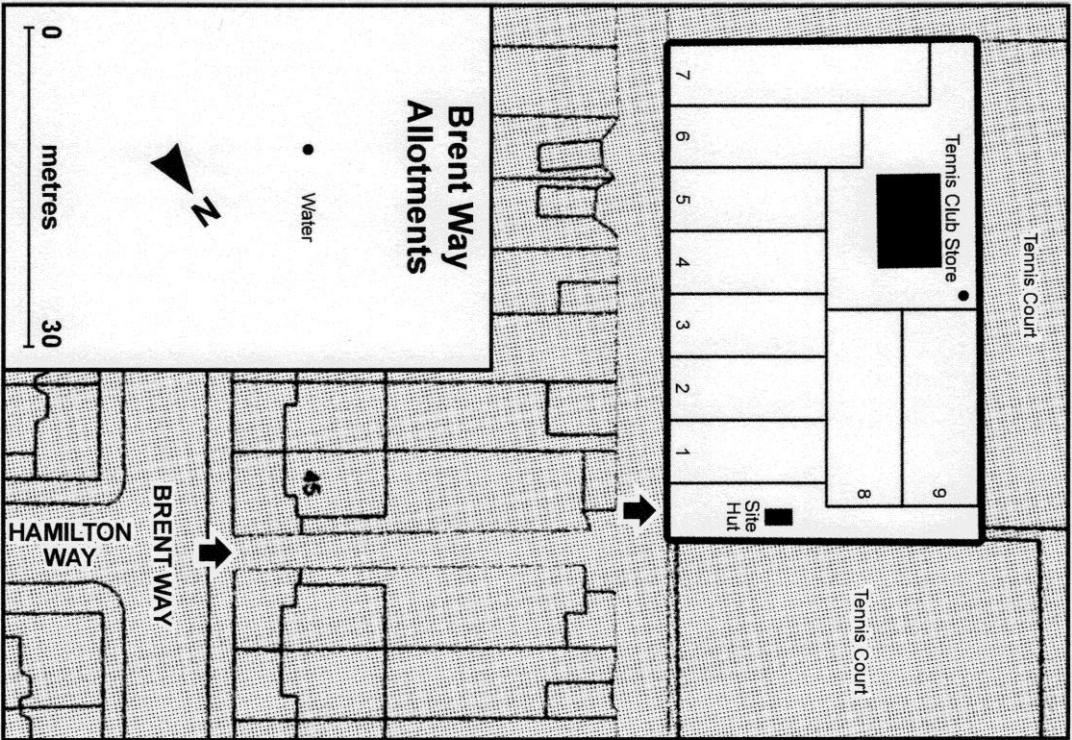 Brent Way
Allotments
Water
N
0
metres
30
7
6
5
4
3
2
1
8
9
Tennis Club Store
Site
Hut
Tennis Court
Tennis Court
45
BRENT WAY
HAMILTON
WAY